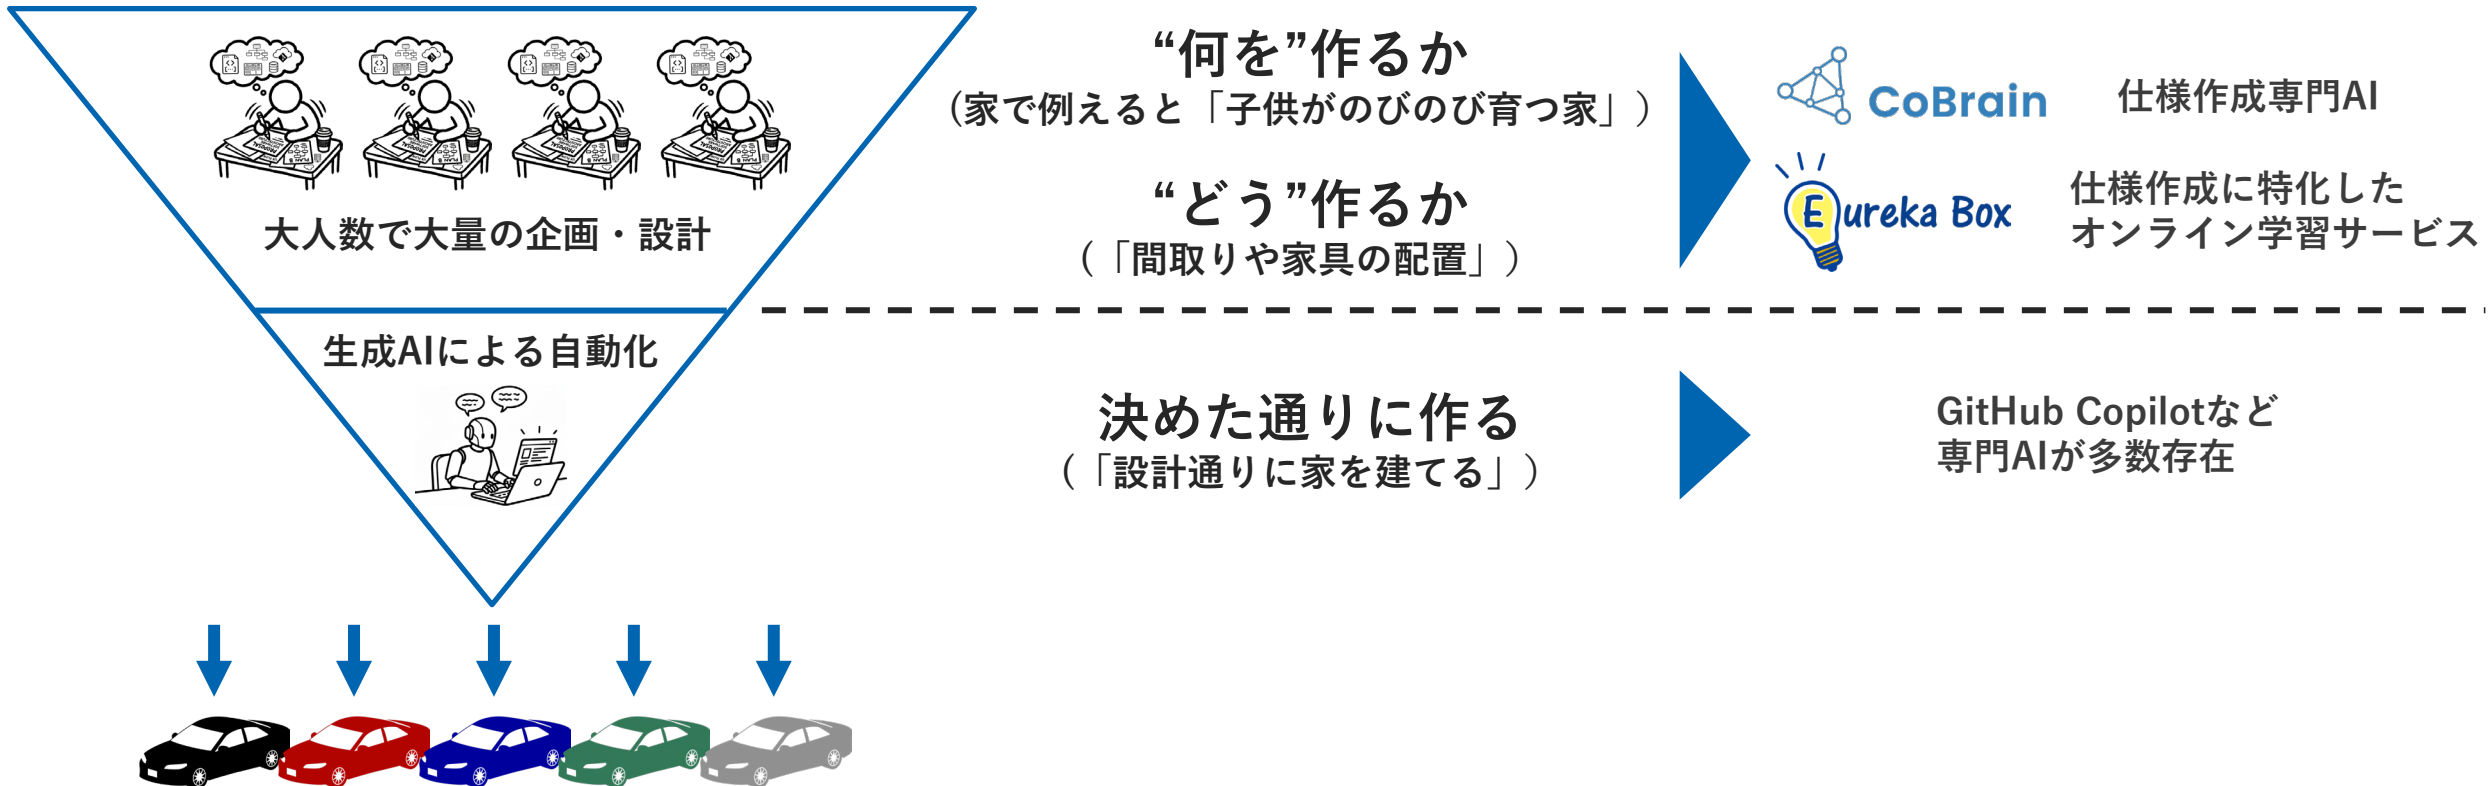 “何を”作るか
（家で例えると「子供がのびのび育つ家」）
CoBrain
仕様作成専門AI
“どう”作るか
（「間取りや家具の配置」）
Eureka Box
仕様作成に特化した
オンライン学習サービス
大人数で大量の企画・設計
生成AIによる自動化
決めた通りに作る
（「設計通りに家を建てる」）
GitHub Copilotなど
専門AIが多数存在